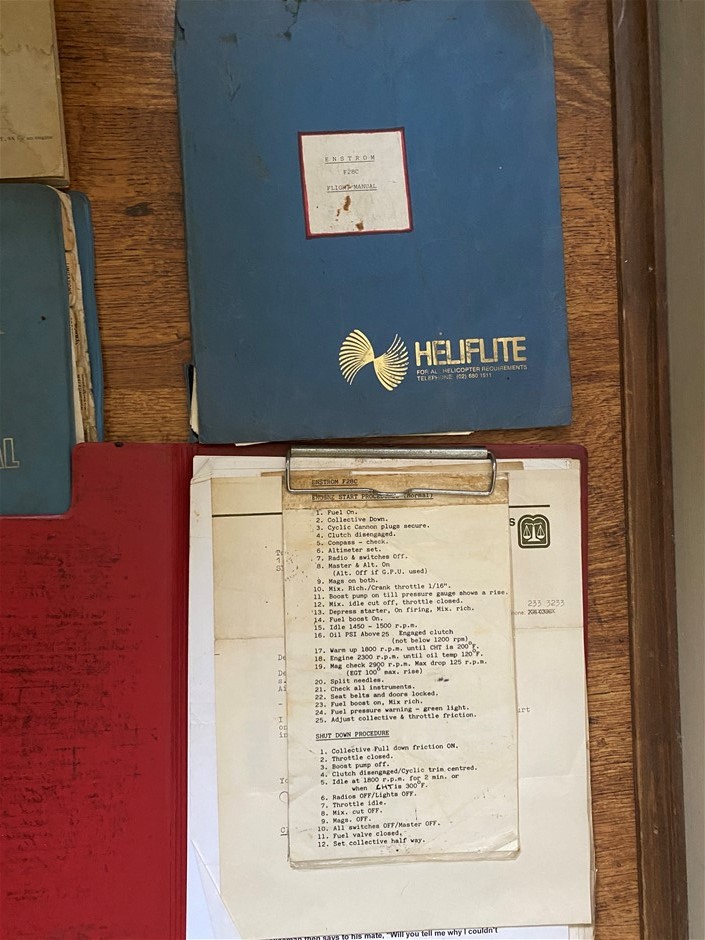 ENSTROM
F28C
FLIGHT MANUAL
HELIFLITE
FOR ALL HELICOPTER REQUIREMENTS
TELEPHONE (02) 680 1511
ENSTROM F28C
ENGINE START PROCEDURE (Normal)
1. Fuel On.
2. Collective Down.
3. Cyclic Cannon plugs secure.
4. Clutch disengaged.
5. Compass - check.
6. Altimeter set.
7. Radio & switches Off.
8. Master & Alt. On
(Alt. Off if G.P.U. used)
9. Mags on both.
10. Mix. Rich./Crank throttle 1/16".
11. Boost pump on till pressure gauge shows a rise.
12. Mix. idle cut off, throttle closed.
13. Depress starter, On firing, Mix. rich.
14. Fuel boost On.
15. Idle 1450 - 1500 r.p.m.
16. Oil PSI Above 25 Engaged clutch
(not below 1200 rpm)
17. Warm up 1800 r.p.m. until CHT is 200°F.
18. Engine 2300 r.p.m. until oil temp 120°F.
19. Mag check 2900 r.p.m. Max drop 125 r.p.m.
(EGT 100° max. rise)
20. Split needles.
21. Check all instruments.
22. Seat belts and doors locked.
23. Fuel boost on, Mix rich.
24. Fuel pressure warning - green light.
25. Adjust collective & throttle friction.
SHUT DOWN PROCEDURE
1. Collective Full down friction ON.
2. Throttle closed.
3. Boost pump off.
4. Clutch disengaged/Cyclic trim centred.
5. Idle at 1800 r.p.m. for 2 min. or
when CHT is 300°F.
6. Radios OFF/Lights OFF.
7. Throttle idle.
8. Mix. cut OFF.
9. Mags. OFF.
10. All switches OFF/Master OFF.
11. Fuel valve closed.
12. Set collective half way.
S
233-3233
then says to his mate, "Will you tell me why I couldn't